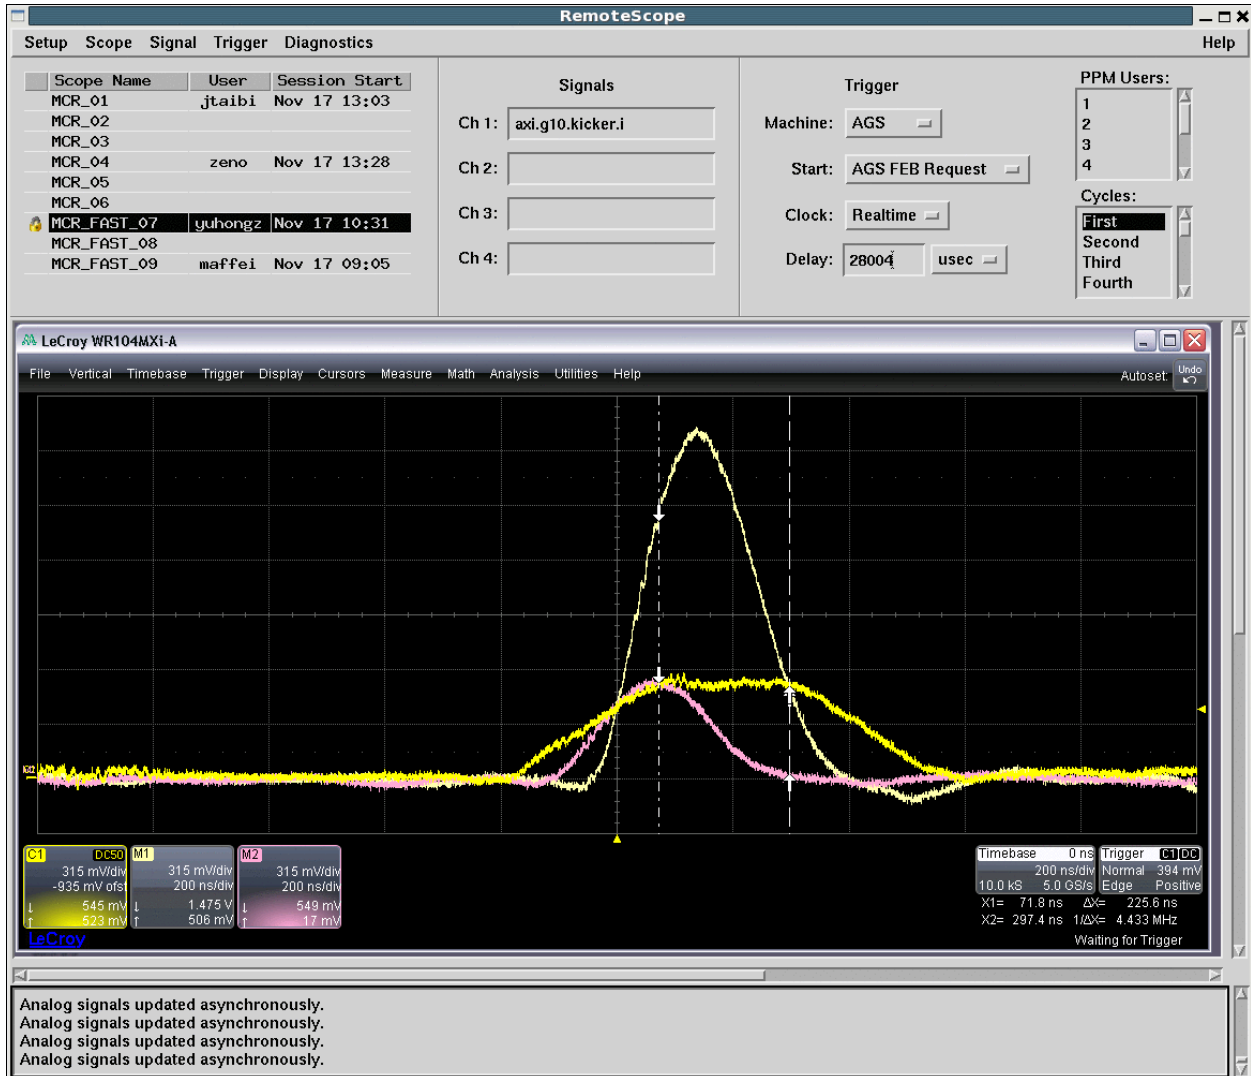 RemoteScope
Setup Scope Signal Trigger Diagnostics Help
Scope Name User Session Start
MCR_01 jtaibi Nov 17 13:03
MCR_02
MCR_03
MCR_04 zeno Nov 17 13:28
MCR_05
MCR_06
MCR_FAST_07 yuhongz Nov 17 10:31
MCR_FAST_08
MCR_FAST_09 maffei Nov 17 09:05
Signals
Ch 1: axi.g10.kicker.i
Ch 2:
Ch 3:
Ch 4:
Trigger
Machine: AGS
Start: AGS FEB Request
Clock: Realtime
Delay: 28004 usec
PPM Users:
1
2
3
4
Cycles:
First
Second
Third
Fourth
LeCroy WR104MXi-A
File Vertical Timebase Trigger Display Cursors Measure Math Analysis Utilities Help Autoset: Undo
C1 DC50
315 mV/div
-935 mV ofst
↓ 545 mV
↑ 523 mV
M1
315 mV/div
200 ns/div
↓ 1.475 V
↑ 506 mV
M2
315 mV/div
200 ns/div
↓ 549 mV
↑ 17 mV
LeCroy
Timebase 0 ns
200 ns/div
10.0 kS 5.0 GS/s
Trigger C1 DC
Normal 394 mV
Edge Positive
X1= 71.8 ns ΔX= 225.6 ns
X2= 297.4 ns 1/ΔX= 4.433 MHz
Waiting for Trigger
Analog signals updated asynchronously.
Analog signals updated asynchronously.
Analog signals updated asynchronously.
Analog signals updated asynchronously.